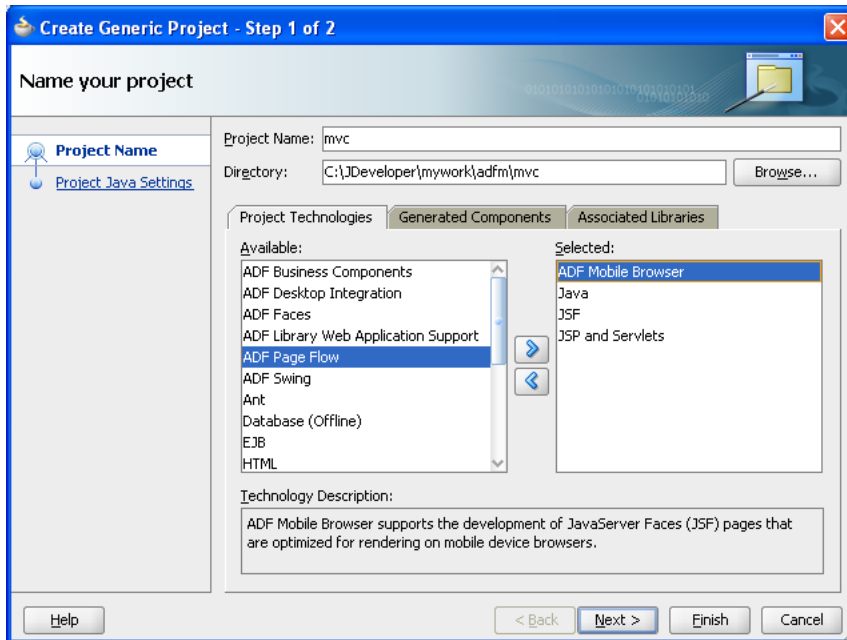 Create Generic Project - Step 1 of 2
Name your project
Project Name
Project Java Settings
Project Name: mvc
Directory: C:\JDeveloper\mywork\adfm\mvc Browse...
Project Technologies Generated Components Associated Libraries
Available: Selected:
ADF Business Components ADF Mobile Browser
ADF Desktop Integration Java
ADF Faces JSF
ADF Library Web Application Support JSP and Servlets
ADF Page Flow
ADF Swing
Ant
Database (Offline)
EJB
HTML
Technology Description:
ADF Mobile Browser supports the development of JavaServer Faces (JSF) pages that
are optimized for rendering on mobile device browsers.
Help < Back Next > Finish Cancel